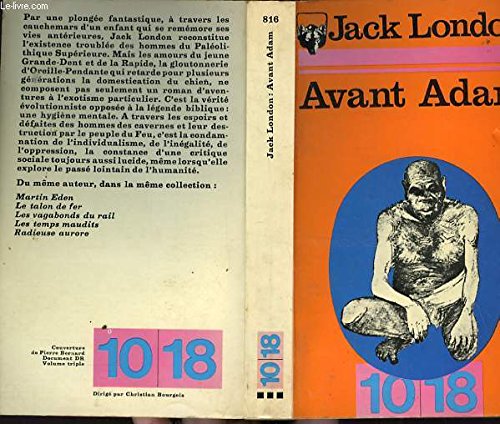 Le-livre.com
Par une plongée fantastique, à travers les
cauchemars d'un enfant qui se remémore ses
vies antérieures, Jack London reconstitue
l'existence troublée des hommes du Paléoli-
thique Supérieure. Mais les amours du jeune
Grande-Dent et de la Rapide, la gloutonnerie
d'Oreille-Pendante qui retarde pour plusieurs
générations la domestication du chien, ne
composent pas seulement un roman d'aven-
tures à l'exotisme particulier. C'est la vérité
évolutionniste opposée à la légende biblique :
une hygiène mentale. A travers les espoirs et
défaites des hommes des cavernes et leur des-
truction par le peuple du Feu, c'est la condam-
nation de l'individualisme, de l'inégalité, de
l'oppression, la constance d'une critique
sociale toujours aussi lucide, même lorsqu'elle
explore le passé lointain de l'humanité.
Du même auteur, dans la même collection :
Martin Eden
Le talon de fer
Les vagabonds du rail
Les temps maudits
Radieuse aurore
Couverture
de Pierre Bernard
Document DR
Volume triple
10 18
Dirigé par Christian Bourgois
816
Jack London : Avant Adam
10 18
Jack London
Avant Adam
10 18